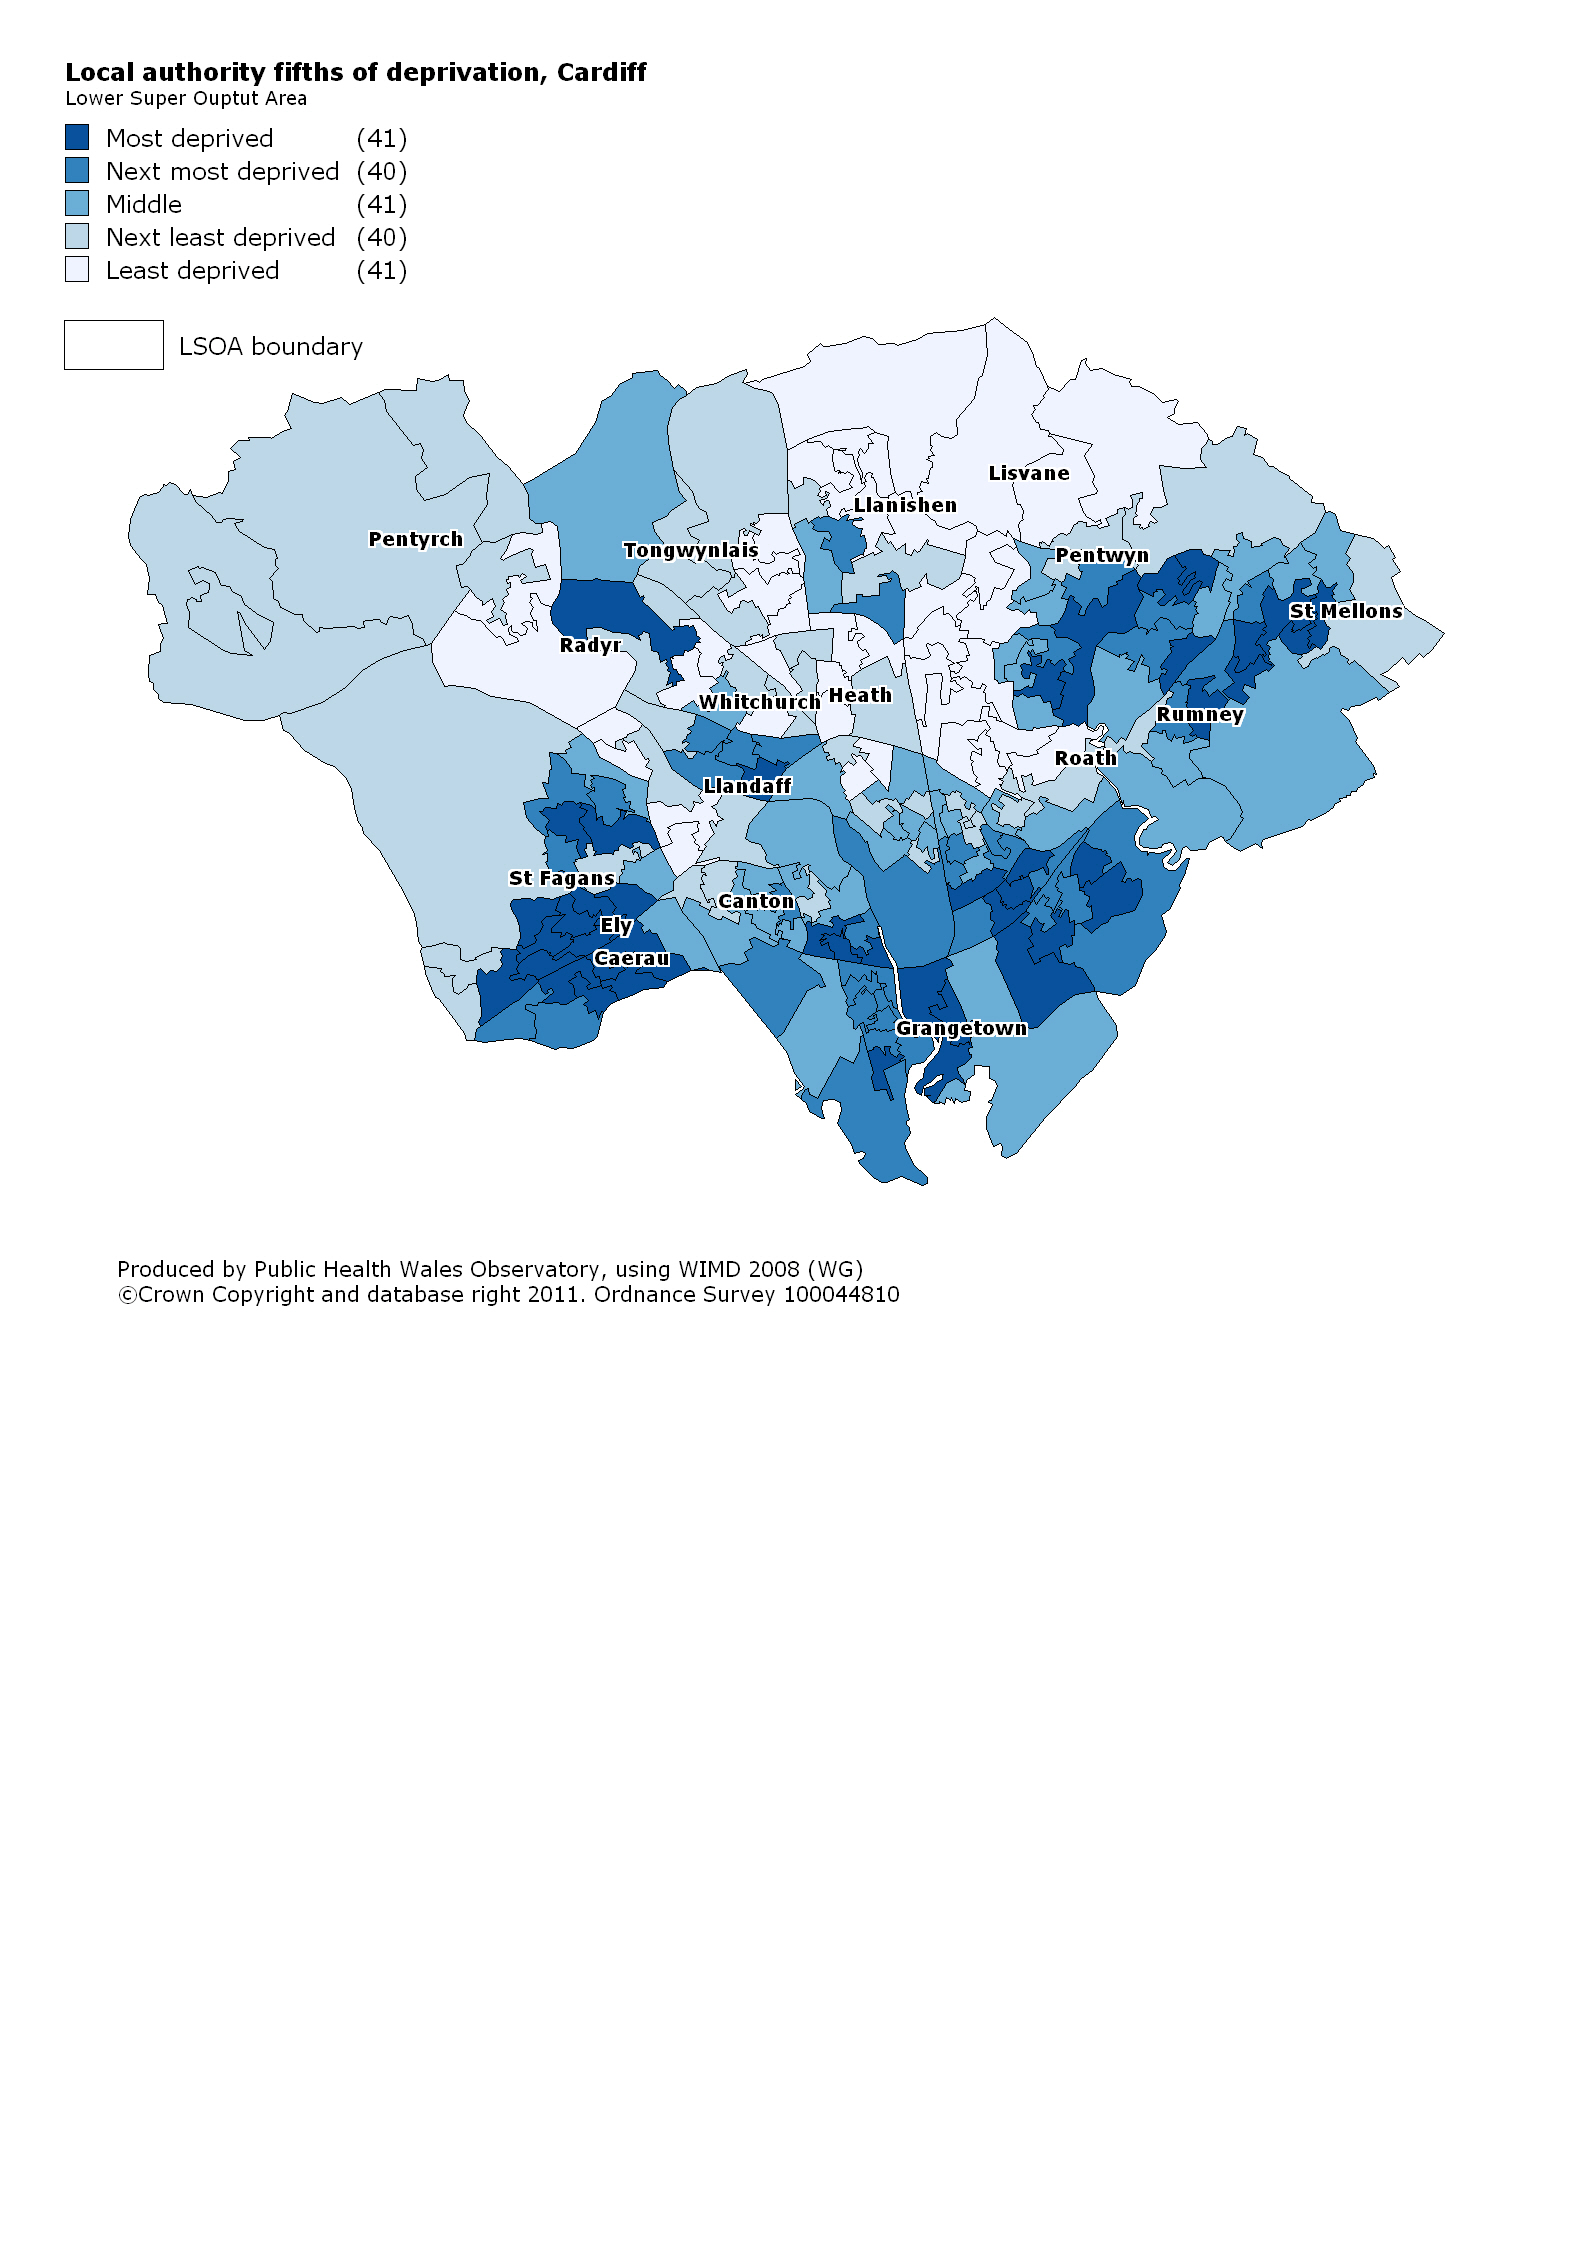 Local authority fifths of deprivation, Cardiff
Lower Super Ouptut Area
Most deprived (41)
Next most deprived (40)
Middle (41)
Next least deprived (40)
Least deprived (41)
LSOA boundary
Lisvane
Llanishen
Pentyrch
Tongwynlais
Pentwyn
St Mellons
Radyr
Whitchurch
Heath
Rumney
Roath
Llandaff
St Fagans
Canton
Ely
Caerau
Grangetown
Produced by Public Health Wales Observatory, using WIMD 2008 (WG)
©Crown Copyright and database right 2011. Ordnance Survey 100044810